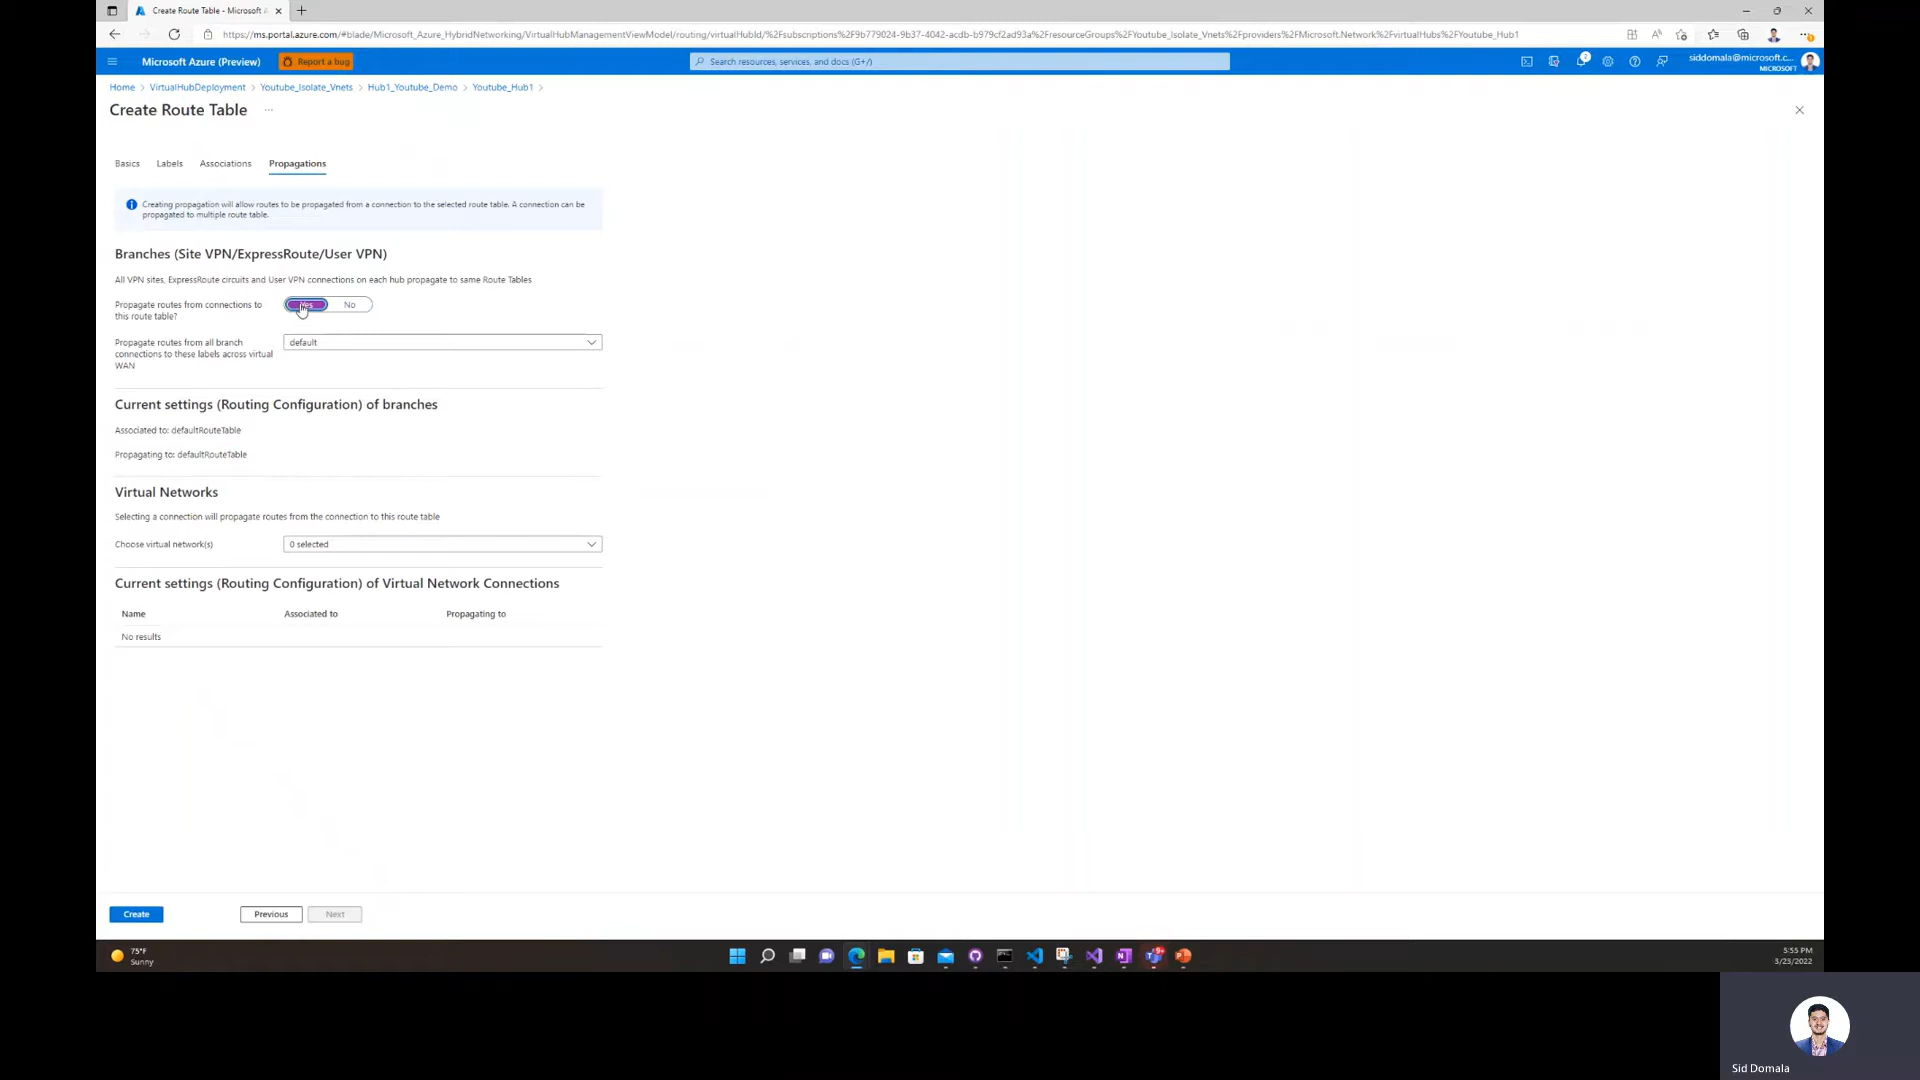 Create Route Table - Microsoft A
https://ms.portal.azure.com/#blade/Microsoft_Azure_HybridNetworking/VirtualHubManagementViewModel/routing/virtualHubId/%2Fsubscriptions%2F9b779024-9b37-4042-acdb-b979cf2ad93a%2FresourceGroups%2FYoutube_Isolate_Vnets%2Fproviders%2FMicrosoft.Network%2FvirtualHubs%2FYoutube_Hub1
Microsoft Azure (Preview)
Report a bug
Search resources, services, and docs (G+/)
2
siddomala@microsoft.c...
MICROSOFT
Home > VirtualHubDeployment > Youtube_Isolate_Vnets > Hub1_Youtube_Demo > Youtube_Hub1 >
Create Route Table ...
Basics Labels Associations Propagations
Creating propagation will allow routes to be propagated from a connection to the selected route table. A connection can be
propagated to multiple route table.
Branches (Site VPN/ExpressRoute/User VPN)
All VPN sites, ExpressRoute circuits and User VPN connections on each hub propagate to same Route Tables
Propagate routes from connections to
this route table?
Yes No
Propagate routes from all branch
connections to these labels across virtual
WAN
default
Current settings (Routing Configuration) of branches
Associated to: defaultRouteTable
Propagating to: defaultRouteTable
Virtual Networks
Selecting a connection will propagate routes from the connection to this route table
Choose virtual network(s)
0 selected
Current settings (Routing Configuration) of Virtual Network Connections
Name Associated to Propagating to
No results
Create Previous Next
75°F
Sunny
5:55 PM
3/23/2022
Sid Domala